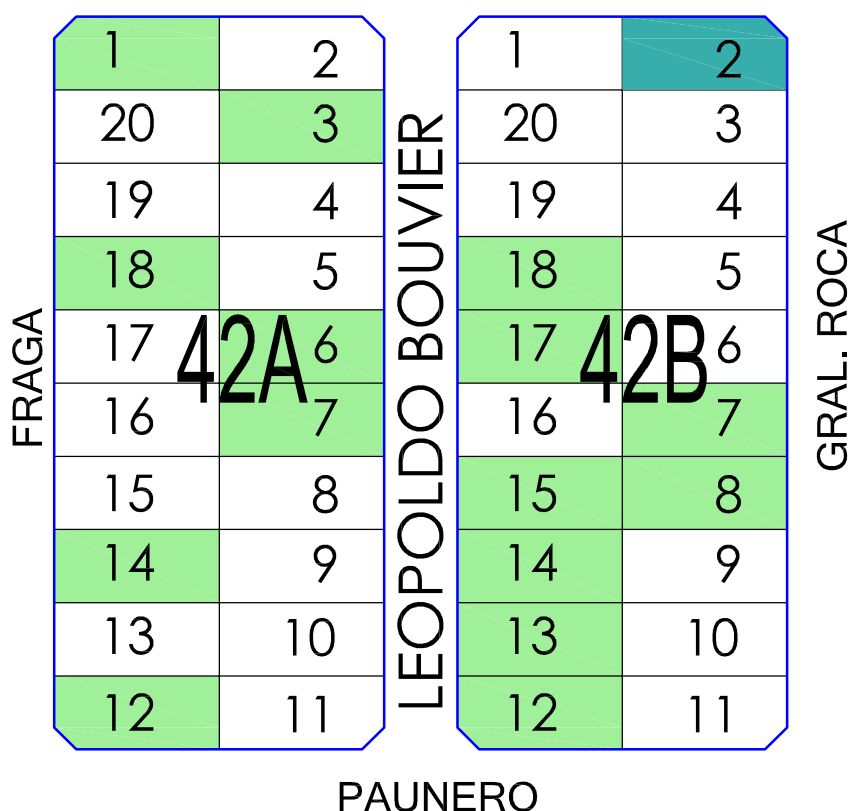 1 2 1 2
20 3 20 3
19 4 19 4
18 5 18 5
17 6 17 6
42A 42B
16 7 16 7
15 8 15 8
14 9 14 9
13 10 13 10
12 11 12 11
FRAGA
LEOPOLDO BOUVIER
GRAL. ROCA
PAUNERO